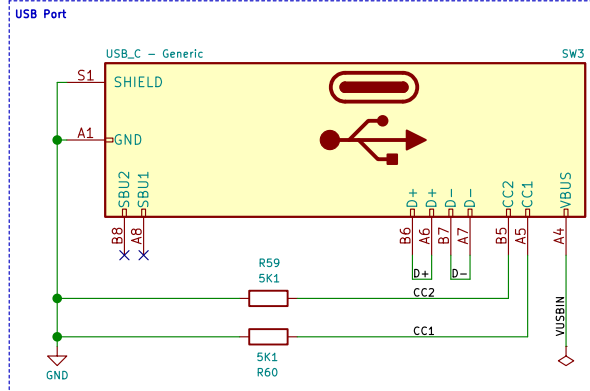 USB Port
USB_C - Generic
SW3
S1
SHIELD
A1
GND
SBU2
SBU1
D+
D+
D-
D-
CC2
CC1
VBUS
B8
A8
B6
A6
B7
A7
B5
A5
A4
D+
D-
R59
5K1
CC2
VUSBIN
CC1
5K1
R60
GND